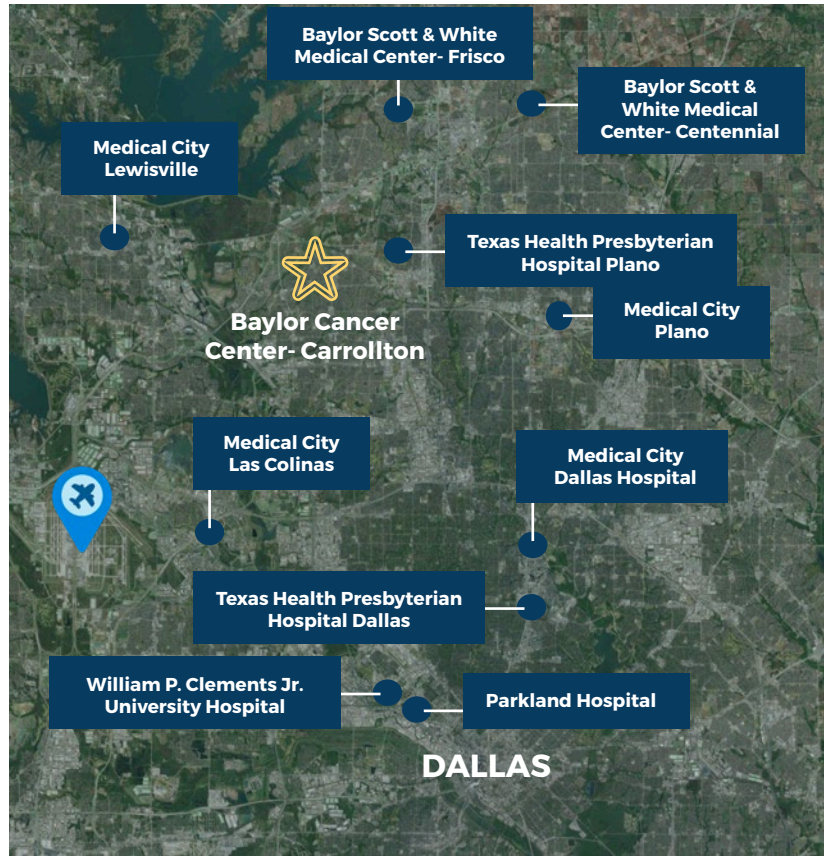 Baylor Scott & White
Medical Center- Frisco
Baylor Scott &
White Medical
Center- Centennial
Medical City
Lewisville
Texas Health Presbyterian
Hospital Plano
Medical City
Plano
Baylor Cancer
Center- Carrollton
Medical City
Las Colinas
Medical City
Dallas Hospital
Texas Health Presbyterian
Hospital Dallas
William P. Clements Jr.
University Hospital
Parkland Hospital
DALLAS